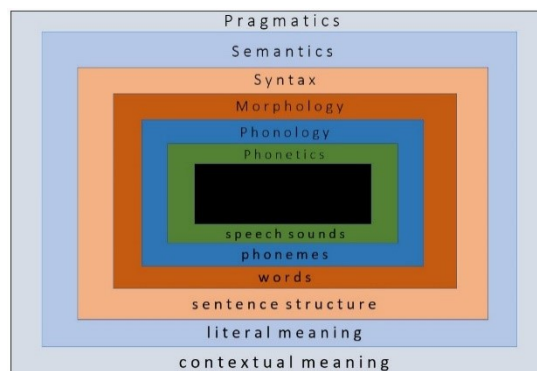 Pragmatics
Semantics
Syntax
Morphology
Phonology
Phonetics
speech sounds
phonemes
words
sentence structure
literal meaning
contextual meaning